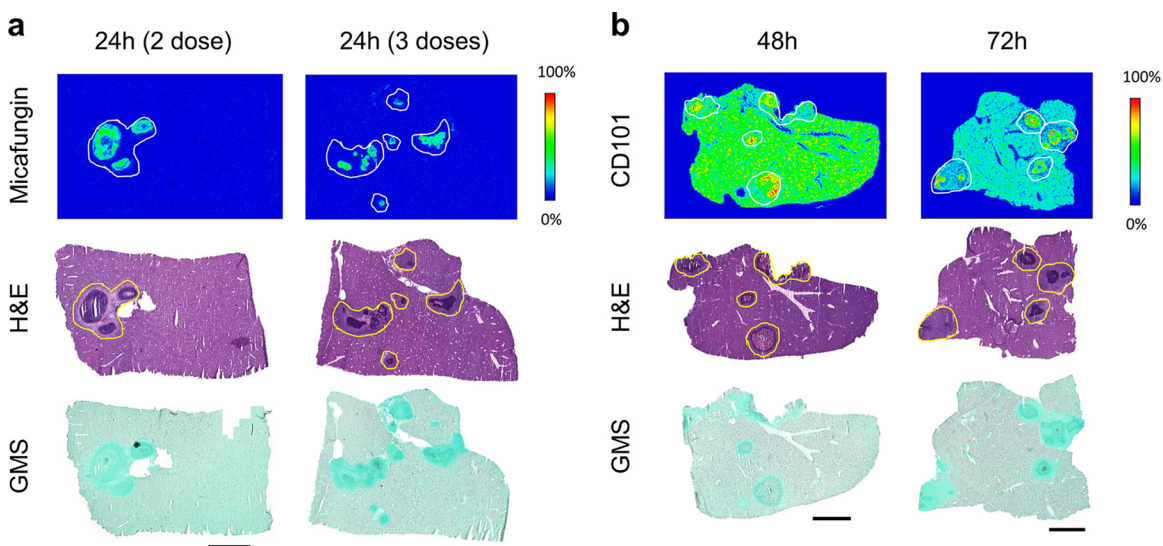 a
24h (2 dose)
24h (3 doses)
Micafungin
100%
0%
H&E
GMS
b
48h
72h
CD101
100%
0%
H&E
GMS